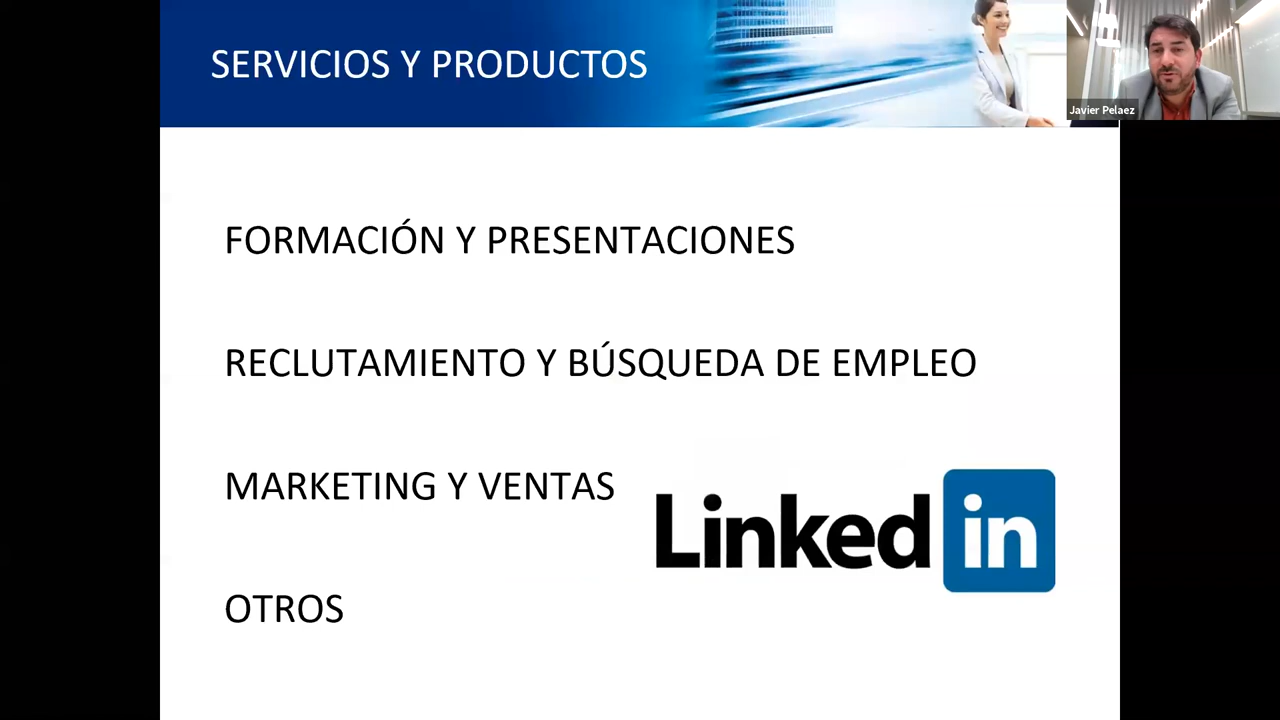 SERVICIOS Y PRODUCTOS
Javier Pelaez
FORMACIÓN Y PRESENTACIONES
RECLUTAMIENTO Y BÚSQUEDA DE EMPLEO
MARKETING Y VENTAS
Linked in
OTROS